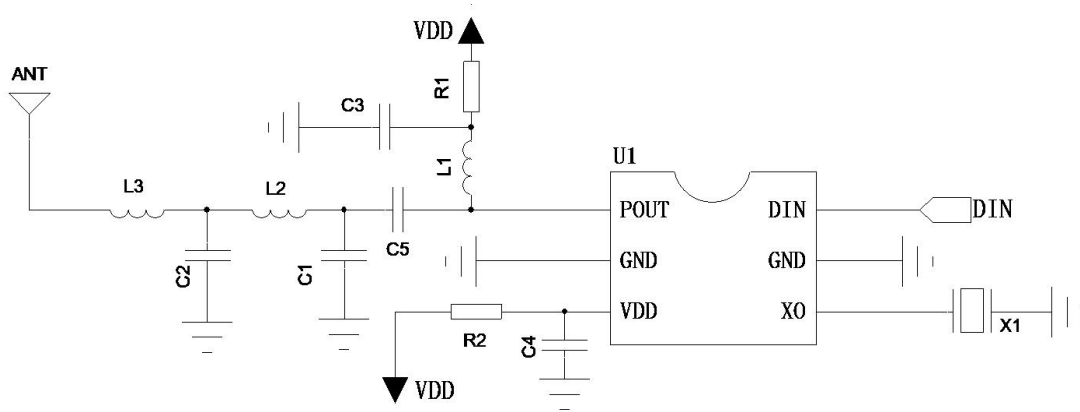 VDD
ANT
R1
C3
L1
U1
L3
L2
POUT
DIN
DIN
C5
C2
C1
GND
GND
VDD
XO
X1
R2
C4
VDD